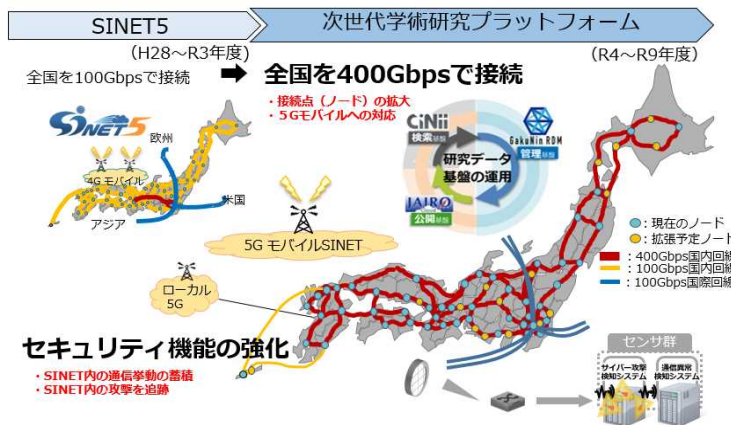 SINET5
次世代学術研究プラットフォーム
（H28～R3年度）
（R4～R9年度）
全国を100Gbpsで接続
全国を400Gbpsで接続
・接続点（ノード）の拡大
・５Gモバイルへの対応
SINET5
欧州
4G モバイル
米国
アジア
CiNii
検索基盤
GakuNin RDM
管理基盤
研究データ
基盤の運用
JAIRO
公開基盤
5G モバイルSINET
ローカル
5G
：現在のノード
：拡張予定ノード
：400Gbps国内回線
：100Gbps国内回線
：100Gbps国際回線
セキュリティ機能の強化
・SINET内の通信挙動の蓄積
・SINET内の攻撃を追跡
センサ群
サイバー攻撃
検知システム
通信異常
検知システム